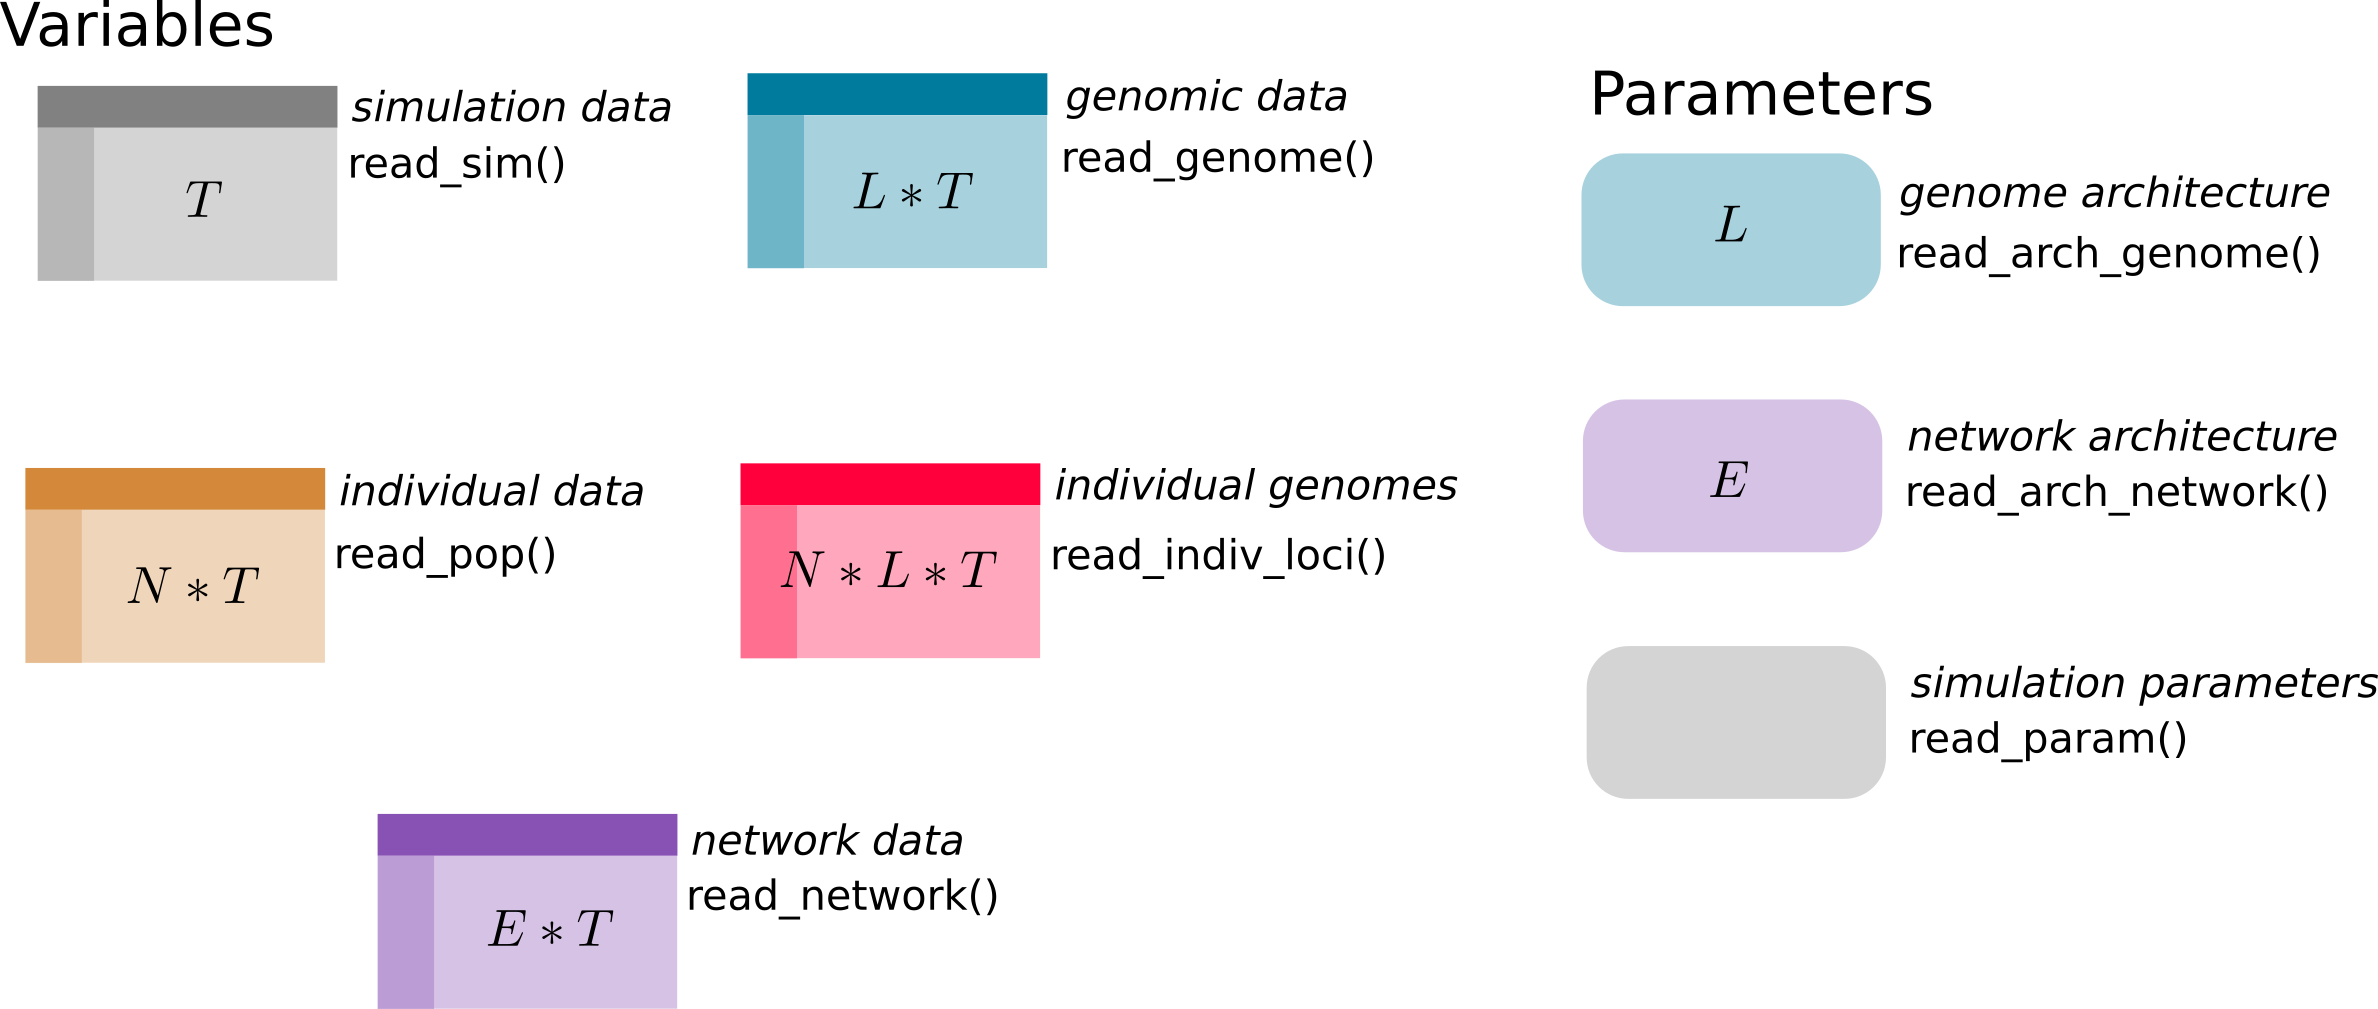 Variables
simulation data
read_sim()
T
genomic data
read_genome()
L * T
individual data
read_pop()
N * T
individual genomes
read_indiv_loci()
N * L * T
network data
read_network()
E * T
Parameters
genome architecture
read_arch_genome()
L
network architecture
read_arch_network()
E
simulation parameters
read_param()